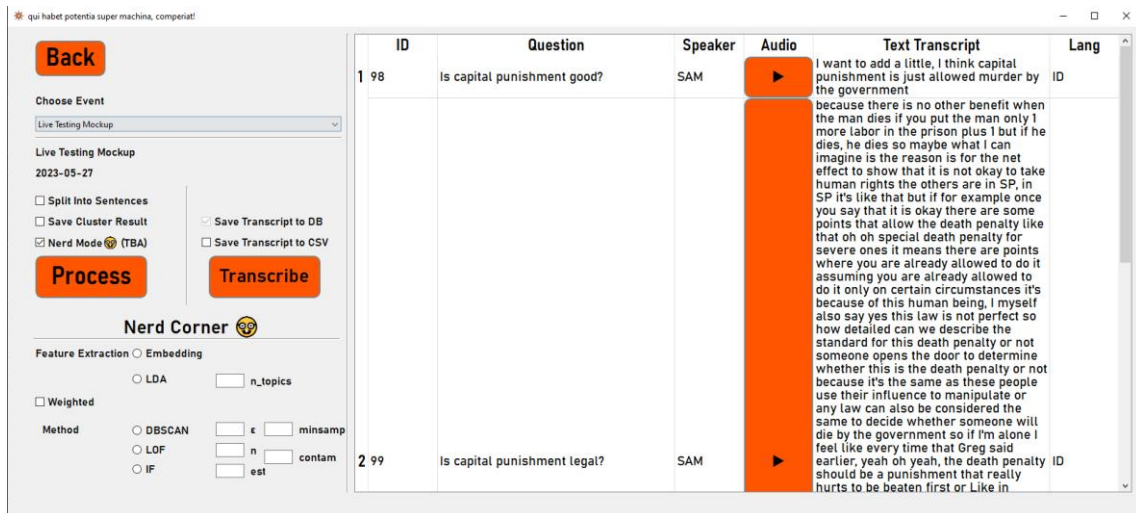 qui habet potentia super machina, comperiat!
Back
Choose Event
Live Testing Mockup
Live Testing Mockup
2023-05-27
Split Into Sentences
Save Cluster Result
Save Transcript to DB
Nerd Mode🤓 (TBA)
Save Transcript to CSV
Process
Transcribe
Nerd Corner 🤓
Feature Extraction
Embedding
LDA
n_topics
Weighted
Method
DBSCAN
ε
minsamp
LOF
n
contam
IF
est
ID Question Speaker Audio Text Transcript Lang
1 98 Is capital punishment good? SAM
I want to add a little, I think capital
punishment is just allowed murder by
the government
ID
because there is no other benefit when
the man dies if you put the man only 1
more labor in the prison plus 1 but if he
dies, he dies so maybe what I can
imagine is the reason is for the net
effect to show that it is not okay to take
human rights the others are in SP, in
SP it's like that but if for example once
you say that it is okay there are some
points that allow the death penalty like
that oh oh special death penalty for
severe ones it means there are points
where you are already allowed to do it
assuming you are already allowed to
do it only on certain circumstances it's
because of this human being, I myself
also say yes this law is not perfect so
how detailed can we describe the
standard for this death penalty or not
someone opens the door to determine
whether this is the death penalty or not
because it's the same as these people
use their influence to manipulate or
any law can also be considered the
same to decide whether someone will
die by the government so if I'm alone I
feel like every time that Greg said
2 99 Is capital punishment legal? SAM
earlier, yeah oh yeah, the death penalty
ID
should be a punishment that really
hurts to be beaten first or Like in